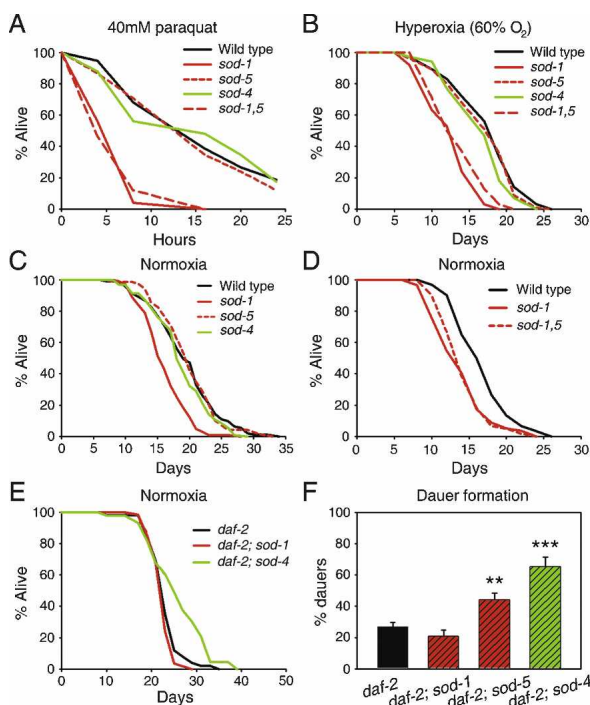 A
40mM paraquat
% Alive
100
80
60
40
20
0
0 5 10 15 20 25
Hours
Wild type
sod-1
sod-5
sod-4
sod-1,5
B
Hyperoxia (60% O₂)
% Alive
100
80
60
40
20
0
0 5 10 15 20 25 30
Days
Wild type
sod-1
sod-5
sod-4
sod-1,5
C
Normoxia
% Alive
100
80
60
40
20
0
0 5 10 15 20 25 30 35
Days
Wild type
sod-1
sod-5
sod-4
D
Normoxia
% Alive
100
80
60
40
20
0
0 5 10 15 20 25 30
Days
Wild type
sod-1
sod-1,5
E
Normoxia
% Alive
100
80
60
40
20
0
0 10 20 30 40 50
Days
daf-2
daf-2; sod-1
daf-2; sod-4
F
Dauer formation
% dauers
100
80
60
40
20
0
**
***
daf-2
daf-2; sod-1
daf-2; sod-5
daf-2; sod-4